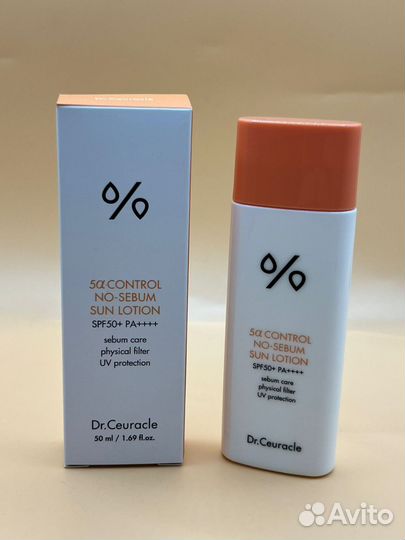 Dr.Ceuracle
%
5α CONTROL
NO-SEBUM
SUN LOTION
SPF50+ PA++++
sebum care
physical filter
UV protection
Dr.Ceuracle
50 ml / 1.69 fl.oz.
%
5α CONTROL
NO-SEBUM
SUN LOTION
SPF50+ PA++++
sebum care
physical filter
UV protection
Dr.Ceuracle
Avito